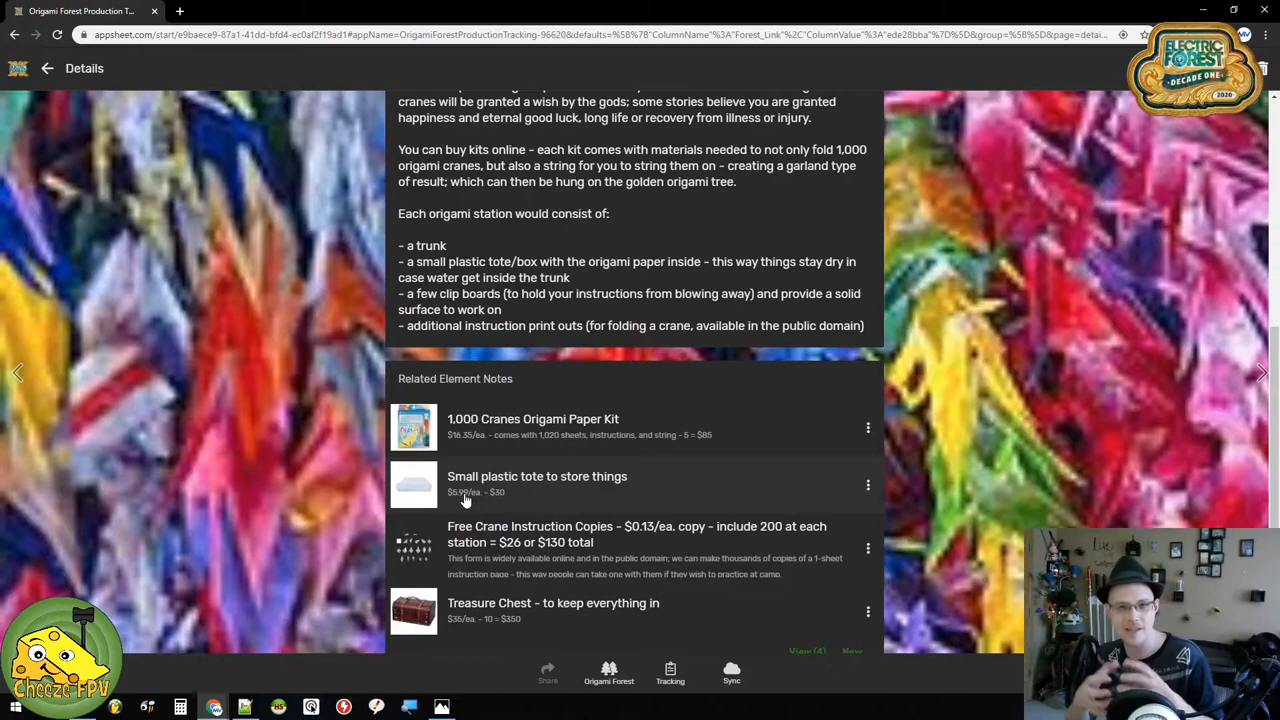 Origami Forest Production T...
appsheet.com/start/e9baece9-87a1-41dd-bfd4-ec0af2f19ad1#appName=OrigamiForestProductionTracking-96620&defaults=%5B%7B"ColumnName"%3A"Forest_Link"%2C"ColumnValue"%3A"ede28bba"%7D%5D&group=%5B%5D&page=detai...
Details
ELECTRIC
FOREST
DECADE ONE
2020
cranes will be granted a wish by the gods; some stories believe you are granted
happiness and eternal good luck, long life or recovery from illness or injury.
You can buy kits online - each kit comes with materials needed to not only fold 1,000
origami cranes, but also a string for you to string them on - creating a garland type
of result; which can then be hung on the golden origami tree.
Each origami station would consist of:
- a trunk
- a small plastic tote/box with the origami paper inside - this way things stay dry in
case water get inside the trunk
- a few clip boards (to hold your instructions from blowing away) and provide a solid
surface to work on
- additional instruction print outs (for folding a crane, available in the public domain)
Related Element Notes
1,000 Cranes Origami Paper Kit
$16.35/ea. - comes with 1,020 sheets, instructions, and string - 5 = $85
Small plastic tote to store things
$5.99/ea. - $30
Free Crane Instruction Copies - $0.13/ea. copy - include 200 at each
station = $26 or $130 total
This form is widely available online and in the public domain; we can make thousands of copies of a 1-sheet
instruction page - this way people can take one with them if they wish to practice at camp.
Treasure Chest - to keep everything in
$35/ea. - 10 = $350
View (4) New
Share
Origami Forest
Tracking
Sync
Cheeze FPV